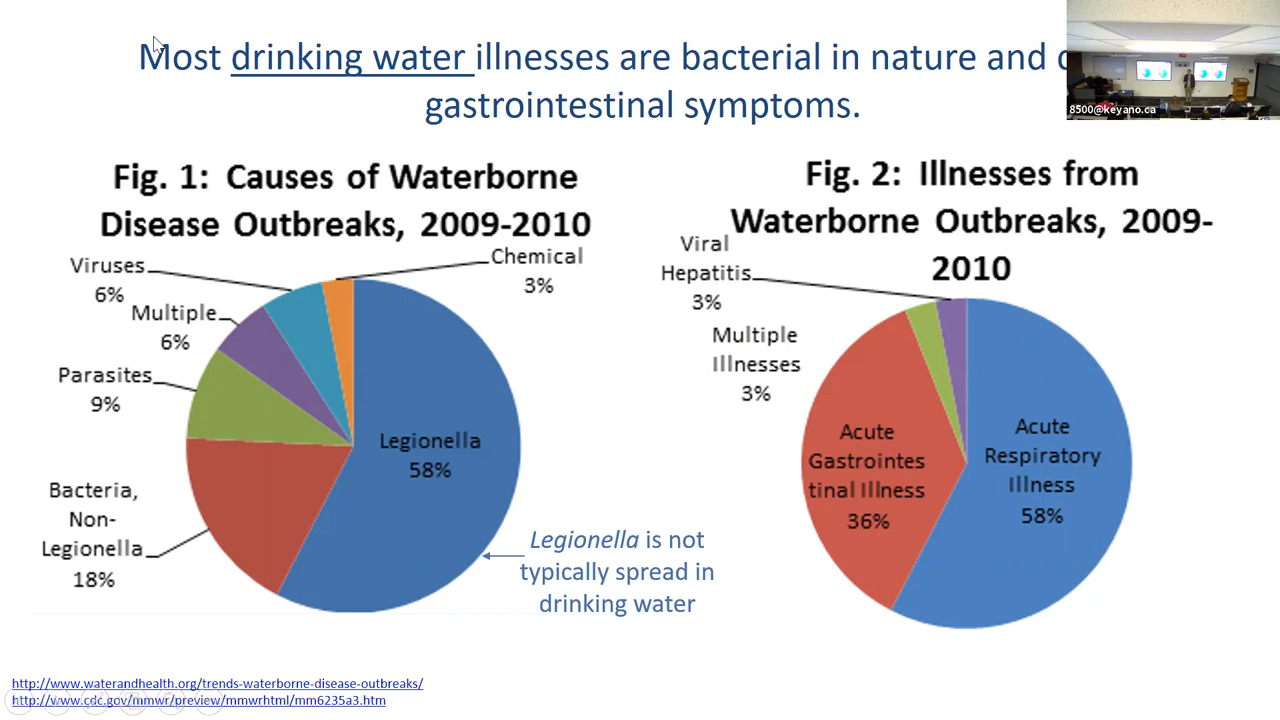 Most drinking water illnesses are bacterial in nature and
gastrointestinal symptoms.
8500@keyano.ca
Fig. 1: Causes of Waterborne
Disease Outbreaks, 2009-2010
Chemical
3%
Viruses
6%
Multiple
6%
Parasites
9%
Legionella
58%
Bacteria,
Non-
Legionella
18%
Legionella is not
typically spread in
drinking water
Fig. 2: Illnesses from
Waterborne Outbreaks, 2009-
2010
Viral
Hepatitis
3%
Multiple
Illnesses
3%
Acute
Gastrointes
tinal Illness
36%
Acute
Respiratory
Illness
58%
http://www.waterandhealth.org/trends-waterborne-disease-outbreaks/
http://www.cdc.gov/mmwr/preview/mmwrhtml/mm6235a3.htm